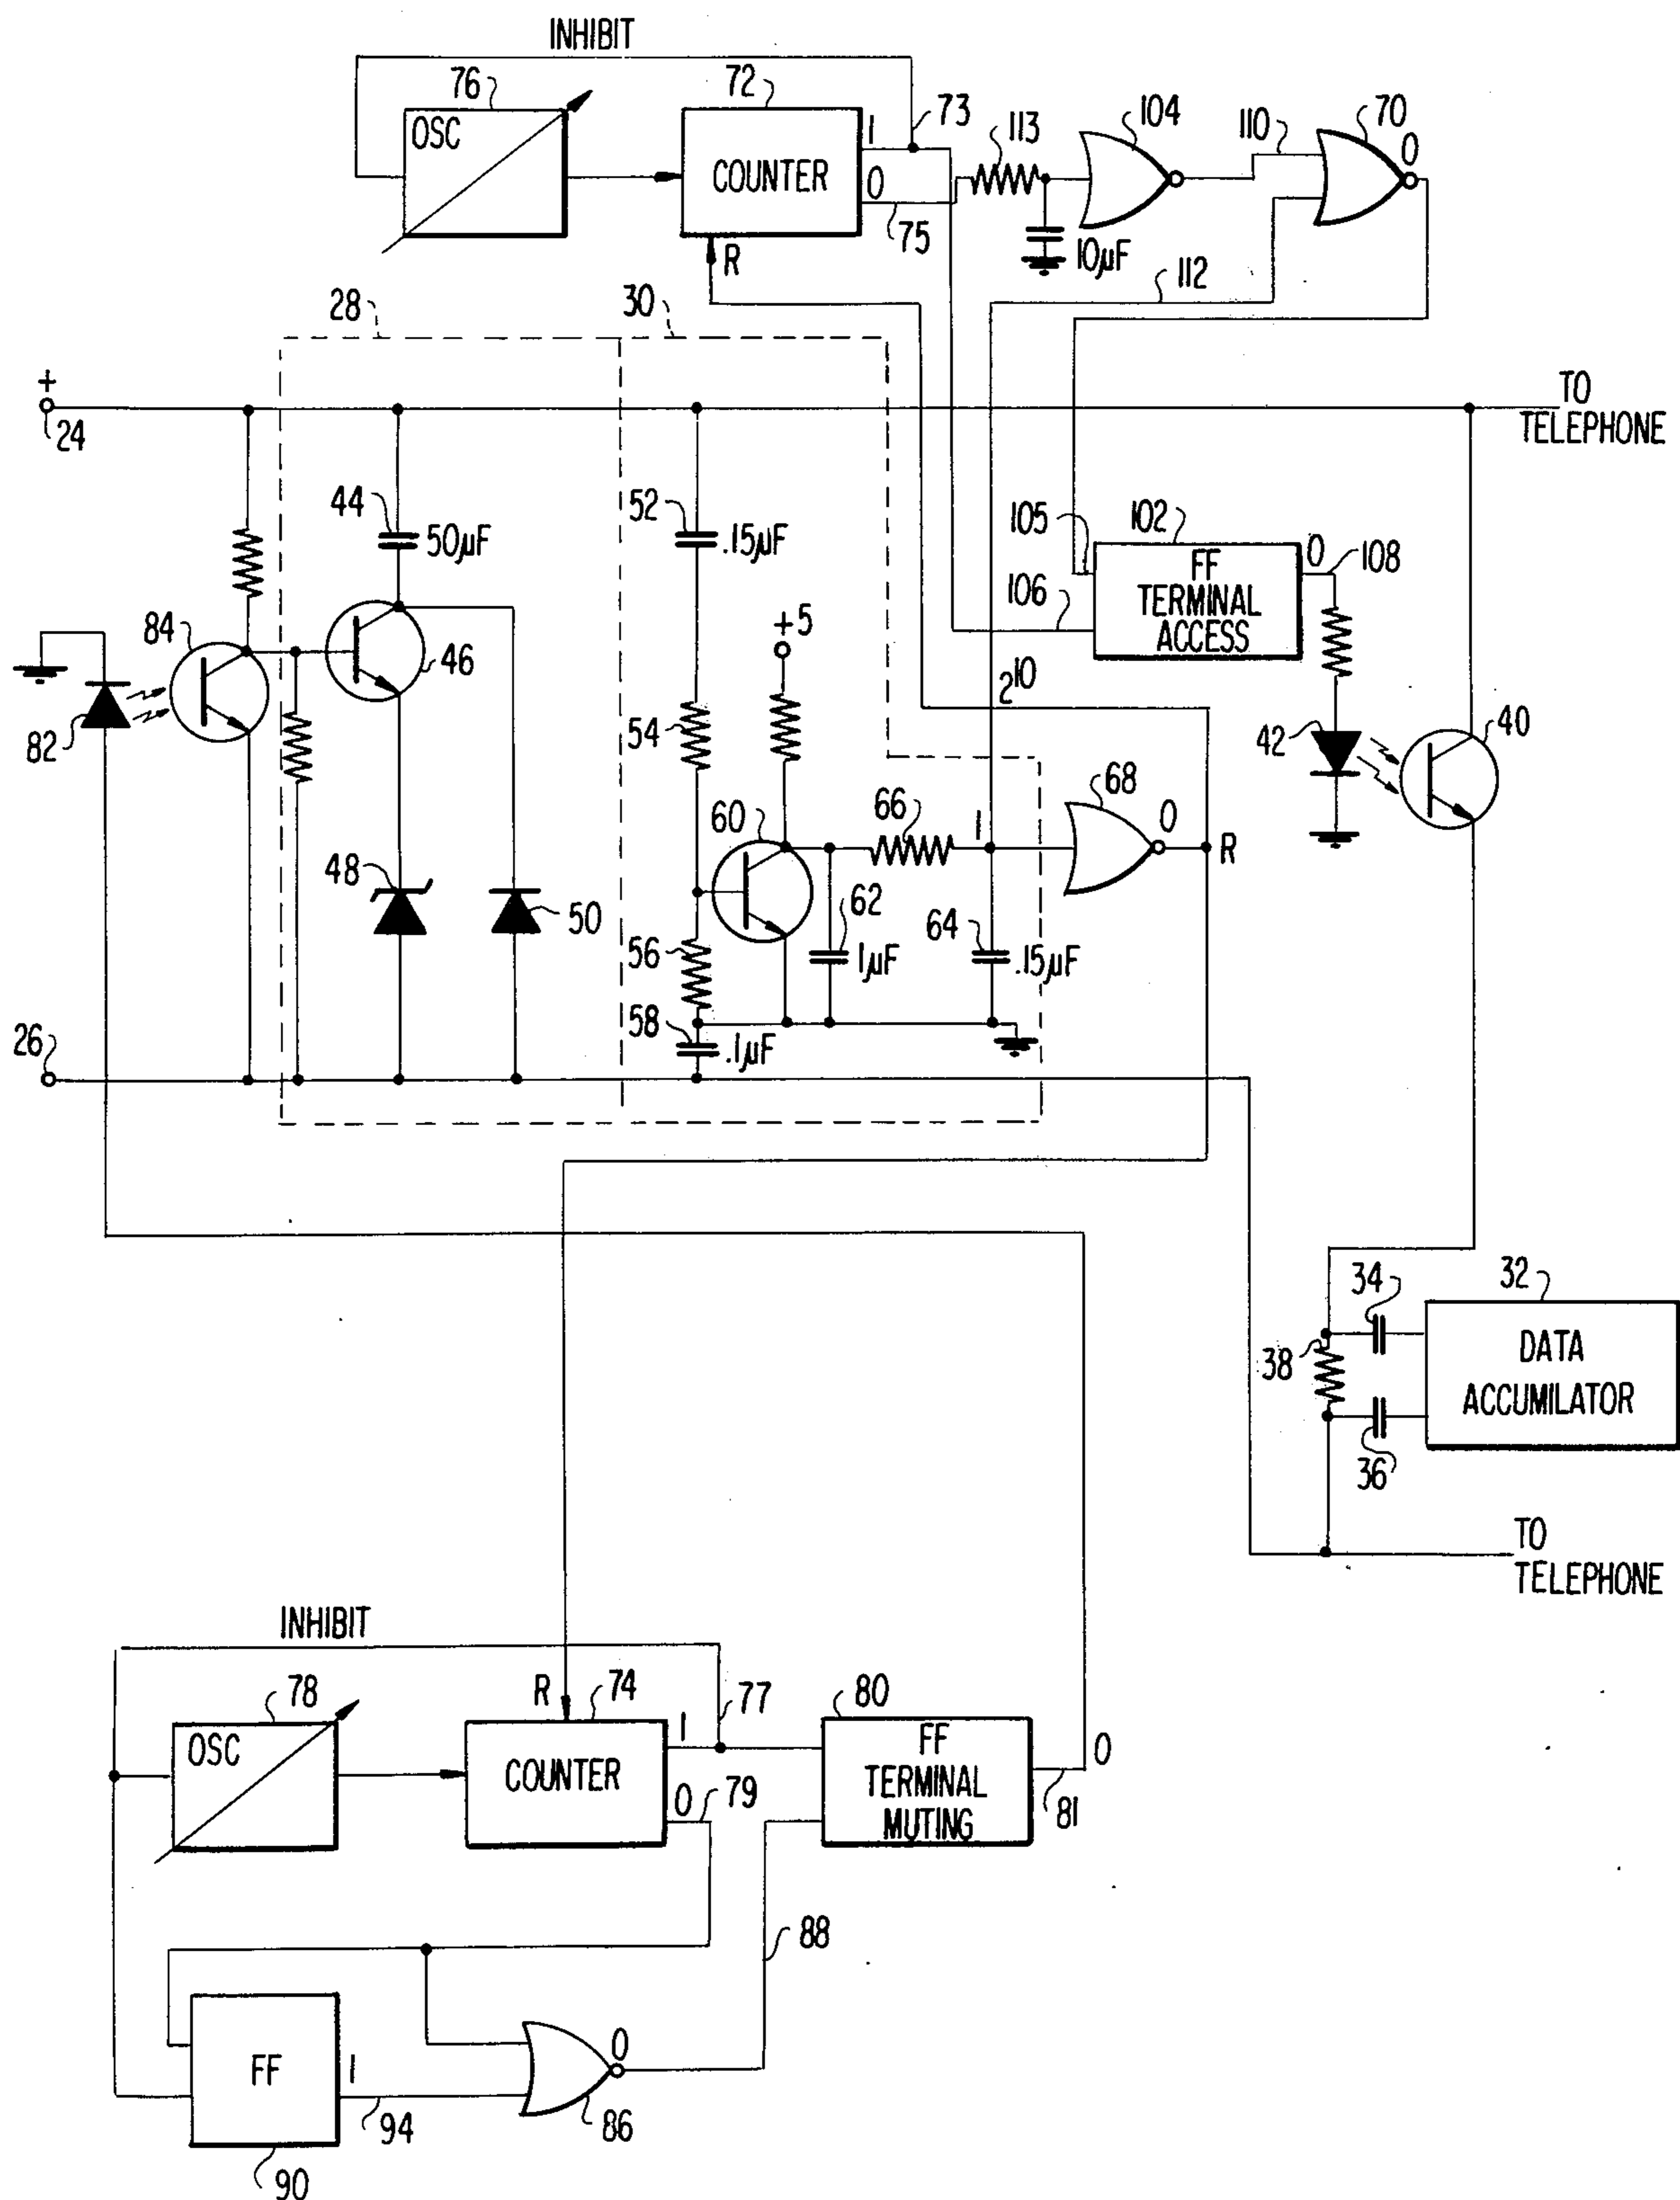 INHIBIT
76
OSC
72
COUNTER
1
0
73
75
R
113
10µF
104
110
70
0
112
28
30
+
24
TO
TELEPHONE
44
50µF
52
.15µF
105
102
FF
TERMINAL
ACCESS
0
108
106
84
82
46
+5
2^10
54
42
40
60
66
1
68
0
R
48
50
56
62
1µF
64
.15µF
58
.1µF
26
34
32
DATA
ACCUMILATOR
38
36
TO
TELEPHONE
INHIBIT
78
OSC
R
74
COUNTER
1
0
77
79
80
FF
TERMINAL
MUTING
0
81
88
FF
1
90
94
0
86